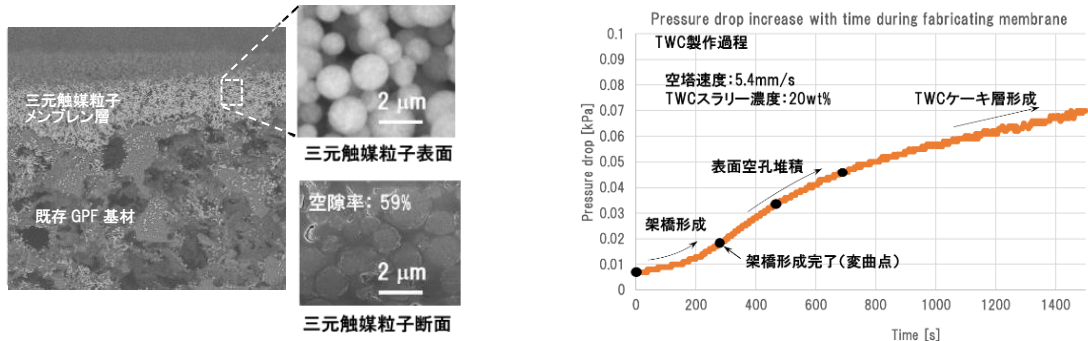 三元触媒粒子
メンブレン層
既存 GPF 基材
2 μm
三元触媒粒子表面
空隙率: 59%
2 μm
三元触媒粒子断面
Pressure drop increase with time during fabricating membrane
Pressure drop [kPa]
0.1
0.09
0.08
0.07
0.06
0.05
0.04
0.03
0.02
0.01
0
TWC製作過程
空塔速度:5.4mm/s
TWCスラリー濃度:20wt%
TWCケーキ層形成
表面空孔堆積
架橋形成
架橋形成完了(変曲点)
0 200 400 600 800 1000 1200 1400
Time [s]